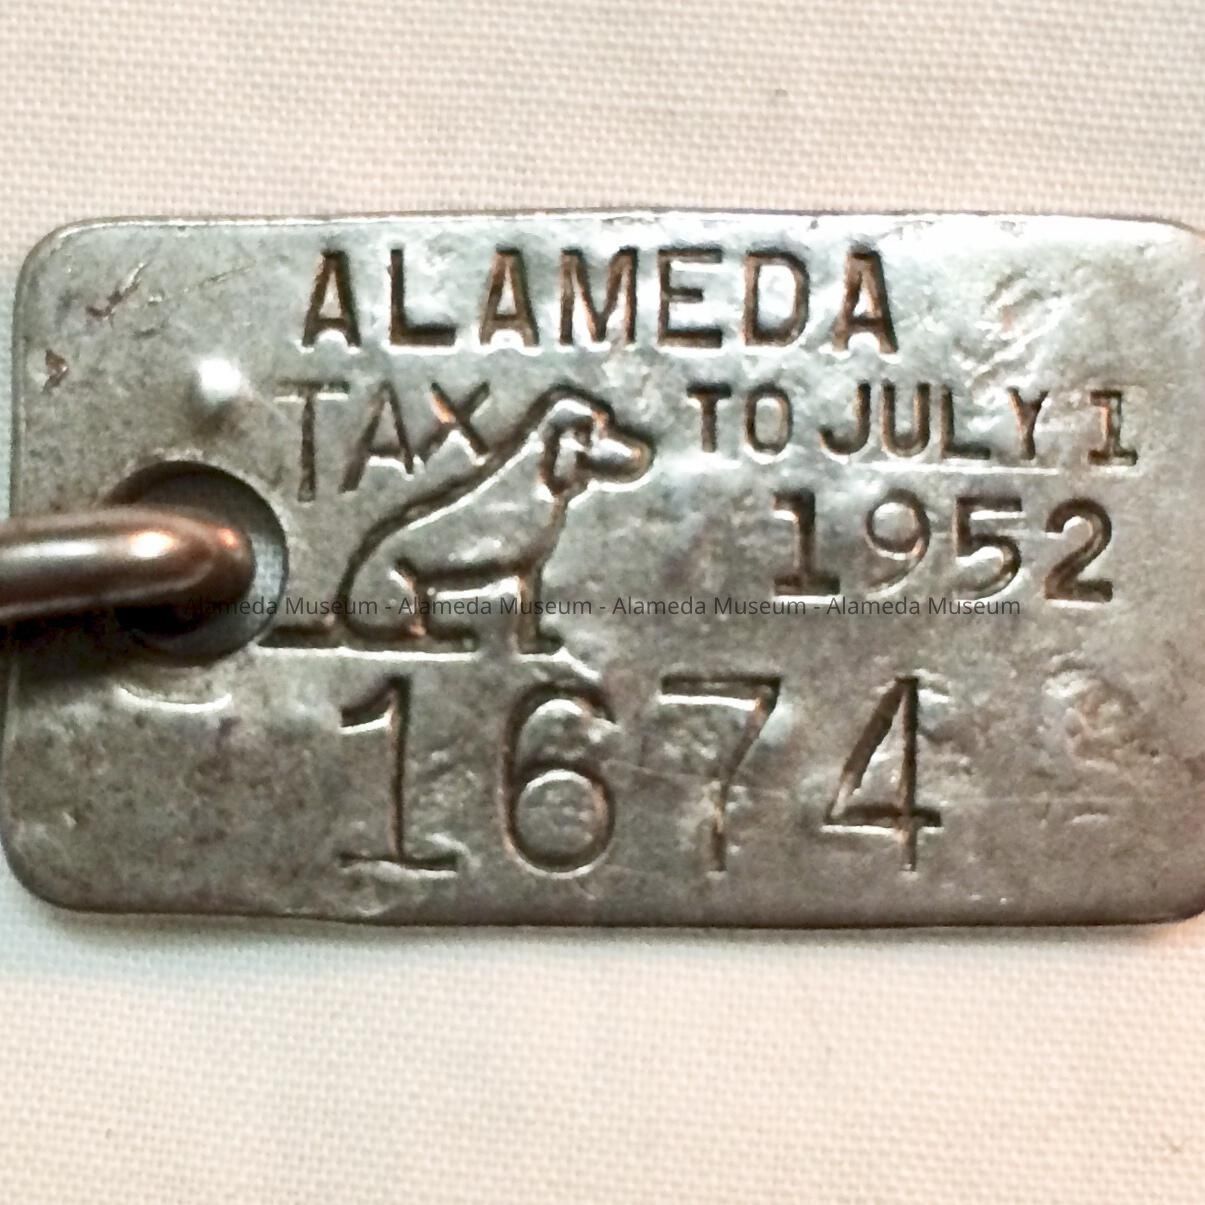 ALAMEDA
TAX TO JULY 1
1952
Alameda Museum - Alameda Museum - Alameda Museum - Alameda Museum
1674